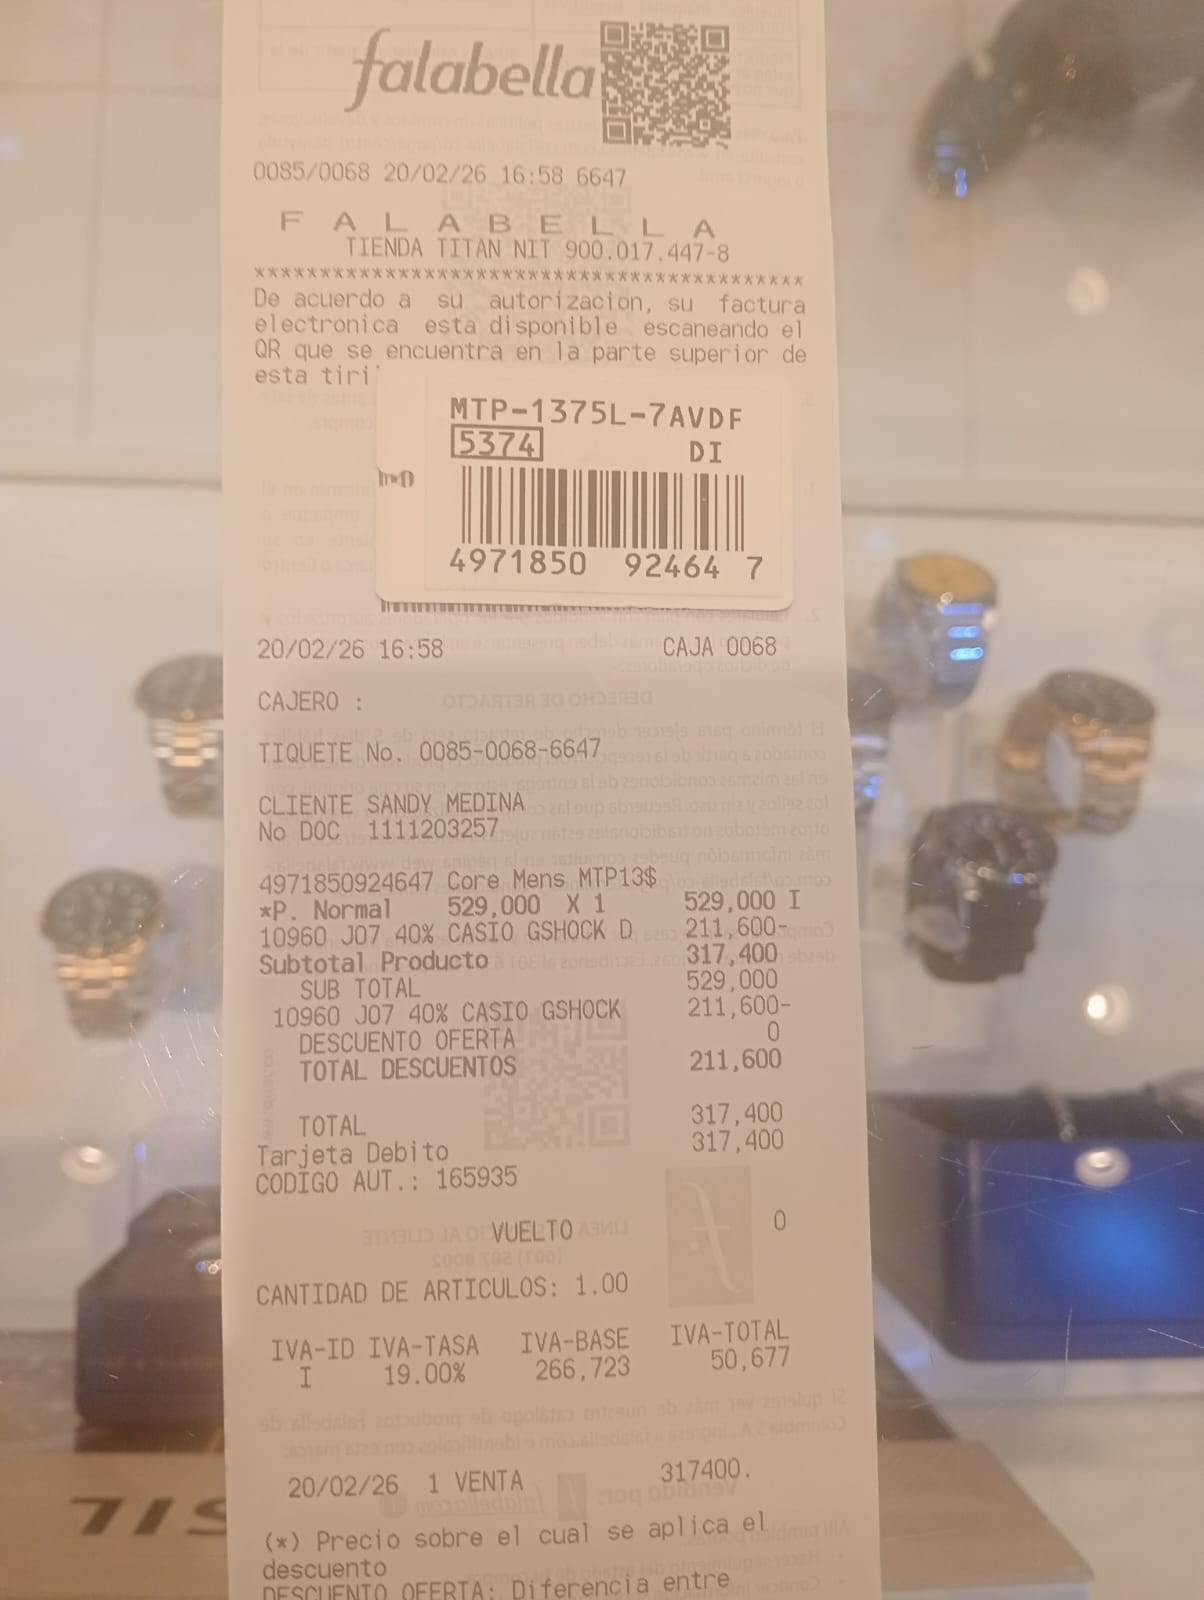 falabella
0085/0068 20/02/26 16:58 6647
F A L A B E L L A
TIENDA TITAN NIT 900.017.447-8
******************************************
De acuerdo a su autorizacion, su factura
electronica esta disponible escaneando el
QR que se encuentra en la parte superior de
esta tiri
MTP-1375L-7AVDF
5374 DI
4971850 92464 7
20/02/26 16:58 CAJA 0068
CAJERO :
TIQUETE No. 0085-0068-6647
CLIENTE SANDY MEDINA
No DOC 1111203257
4971850924647 Core Mens MTP13$
*P. Normal 529,000 X 1 529,000 I
10960 J07 40% CASIO GSHOCK D 211,600-
Subtotal Producto 317,400
SUB TOTAL 529,000
10960 J07 40% CASIO GSHOCK 211,600-
DESCUENTO OFERTA 0
TOTAL DESCUENTOS 211,600
TOTAL 317,400
Tarjeta Debito 317,400
CODIGO AUT.: 165935
VUELTO 0
CANTIDAD DE ARTICULOS: 1.00
IVA-ID IVA-TASA IVA-BASE IVA-TOTAL
I 19.00% 266,723 50,677
20/02/26 1 VENTA 317400.
(*) Precio sobre el cual se aplica el
descuento
DESCUENTO OFERTA: Diferencia entre